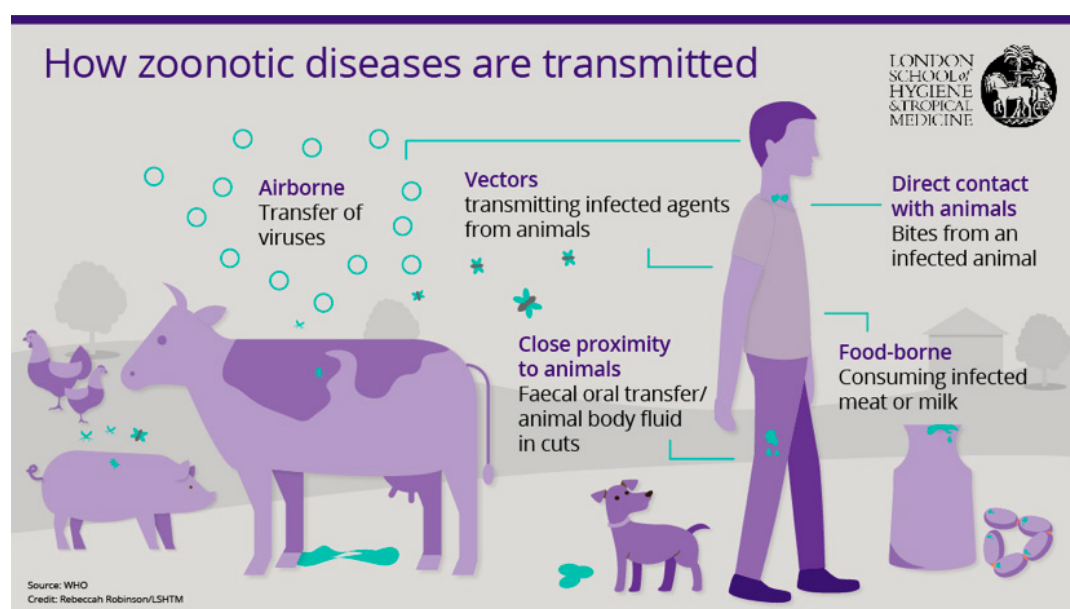 How zoonotic diseases are transmitted
LONDON
SCHOOL of
HYGIENE
& TROPICAL
MEDICINE
Airborne
Transfer of
viruses
Vectors
transmitting infected agents
from animals
Direct contact
with animals
Bites from an
infected animal
Close proximity
to animals
Faecal oral transfer/
animal body fluid
in cuts
Food-borne
Consuming infected
meat or milk
Source: WHO
Credit: Rebeccah Robinson/LSHTM